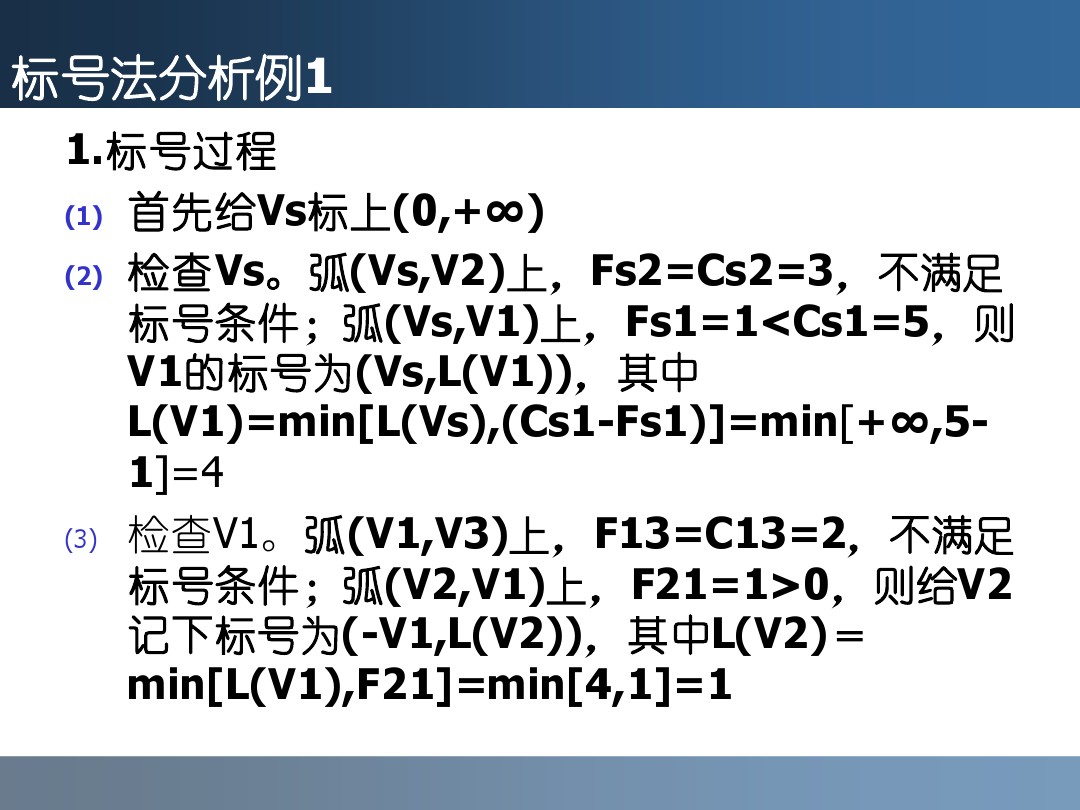 标号法分析例1
1.标号过程
(1) 首先给Vs标上(0,+∞)
(2) 检查Vs。弧(Vs,V2)上，Fs2=Cs2=3，不满足
标号条件；弧(Vs,V1)上，Fs1=1<Cs1=5，则
V1的标号为(Vs,L(V1))，其中
L(V1)=min[L(Vs),(Cs1-Fs1)]=min[+∞,5-
1]=4
(3) 检查V1。弧(V1,V3)上，F13=C13=2，不满足
标号条件；弧(V2,V1)上，F21=1>0，则给V2
记下标号为(-V1,L(V2))，其中L(V2)＝
min[L(V1),F21]=min[4,1]=1